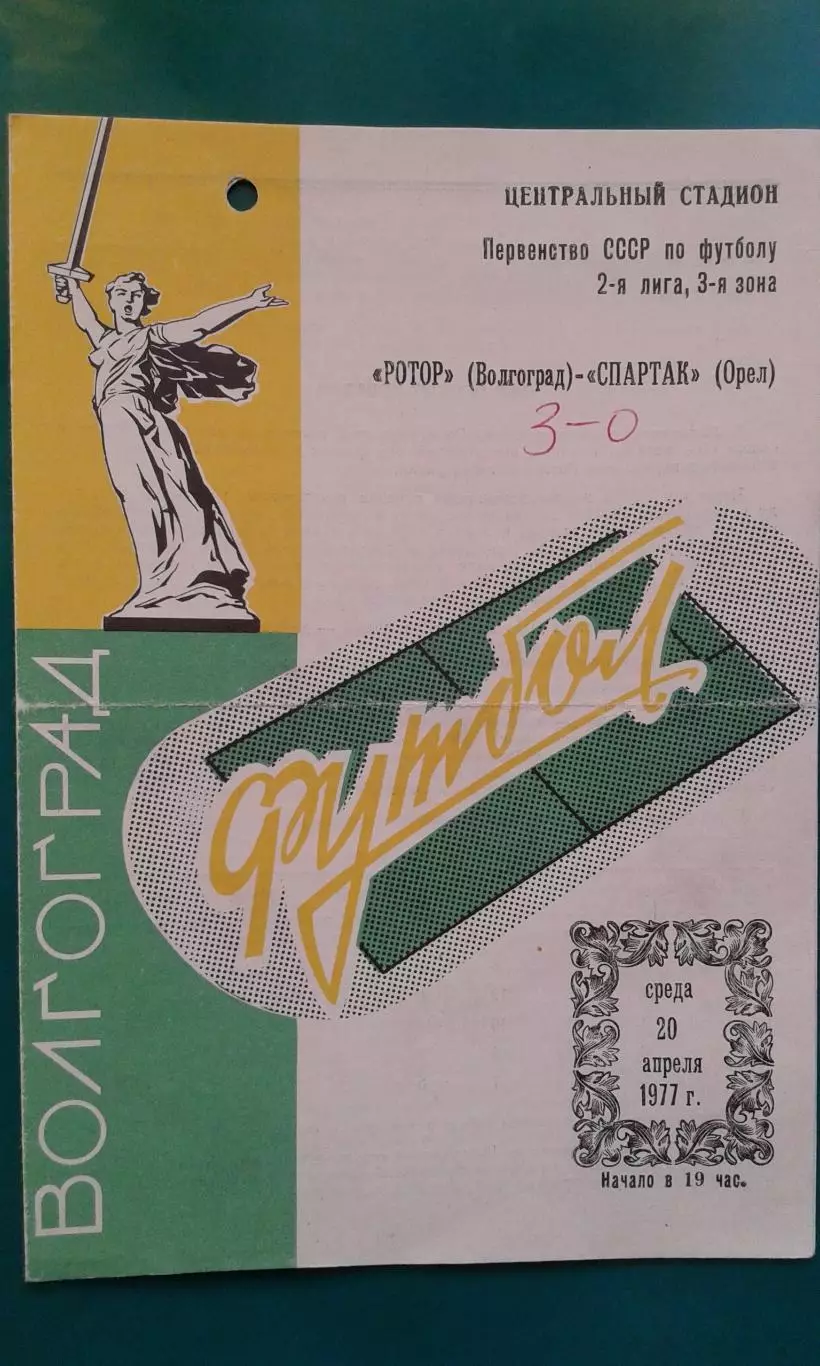 ЦЕНТРАЛЬНЫЙ СТАДИОН
Первенство СССР по футболу
2-я лига, 3-я зона
«РОТОР» (Волгоград)-«СПАРТАК» (Орел)
3-0
ВОЛГОГРАД
футбол
среда
20
апреля
1977 г.
Начало в 19 час.